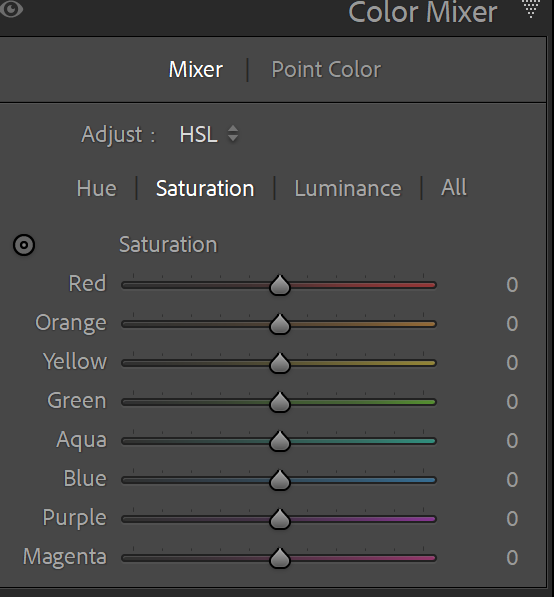 Color Mixer
Mixer | Point Color
Adjust : HSL
Hue | Saturation | Luminance | All
Saturation
Red 0
Orange 0
Yellow 0
Green 0
Aqua 0
Blue 0
Purple 0
Magenta 0